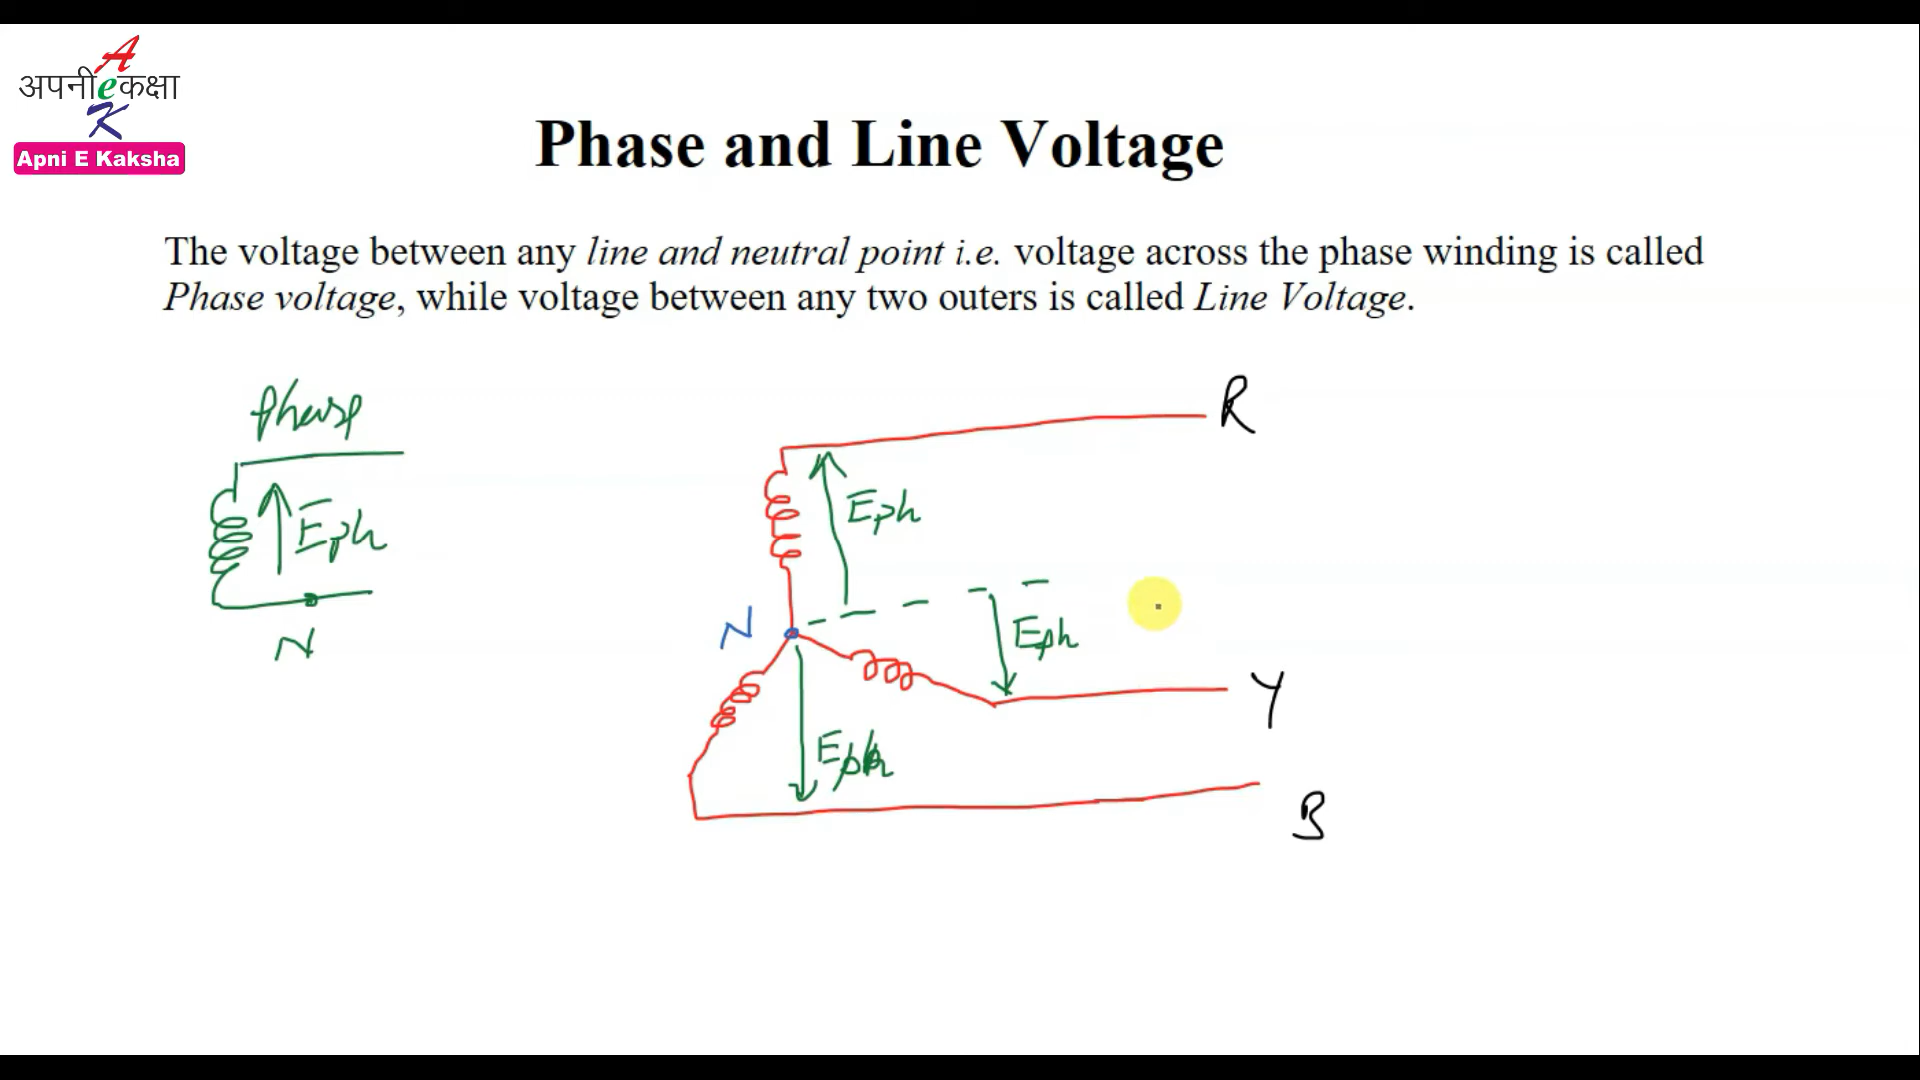 A
अपनी e कक्षा
K
Apni E Kaksha
Phase and Line Voltage
The voltage between any line and neutral point i.e. voltage across the phase winding is called
Phase voltage, while voltage between any two outers is called Line Voltage.
Phase
Eph
N
R
Eph
N
Eph
Y
Eph
B